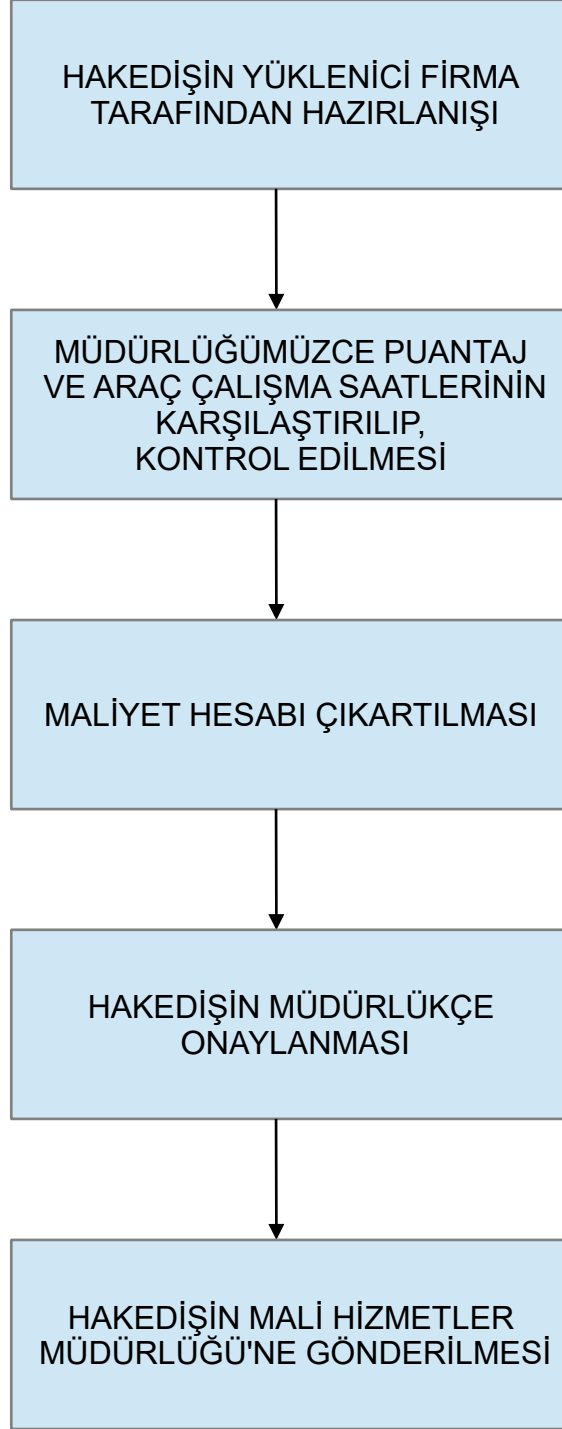 HAKEDİŞİN YÜKLENİCİ FİRMA
TARAFINDAN HAZIRLANIŞI
MÜDÜRLÜĞÜMÜZCE PUANTAJ
VE ARAÇ ÇALIŞMA SAATLERİNİN
KARŞILAŞTIRILIP,
KONTROL EDİLMESİ
MALİYET HESABI ÇIKARTILMASI
HAKEDİŞİN MÜDÜRLÜKÇE
ONAYLANMASI
HAKEDİŞİN MALİ HİZMETLER
MÜDÜRLÜĞÜ'NE GÖNDERİLMESİ